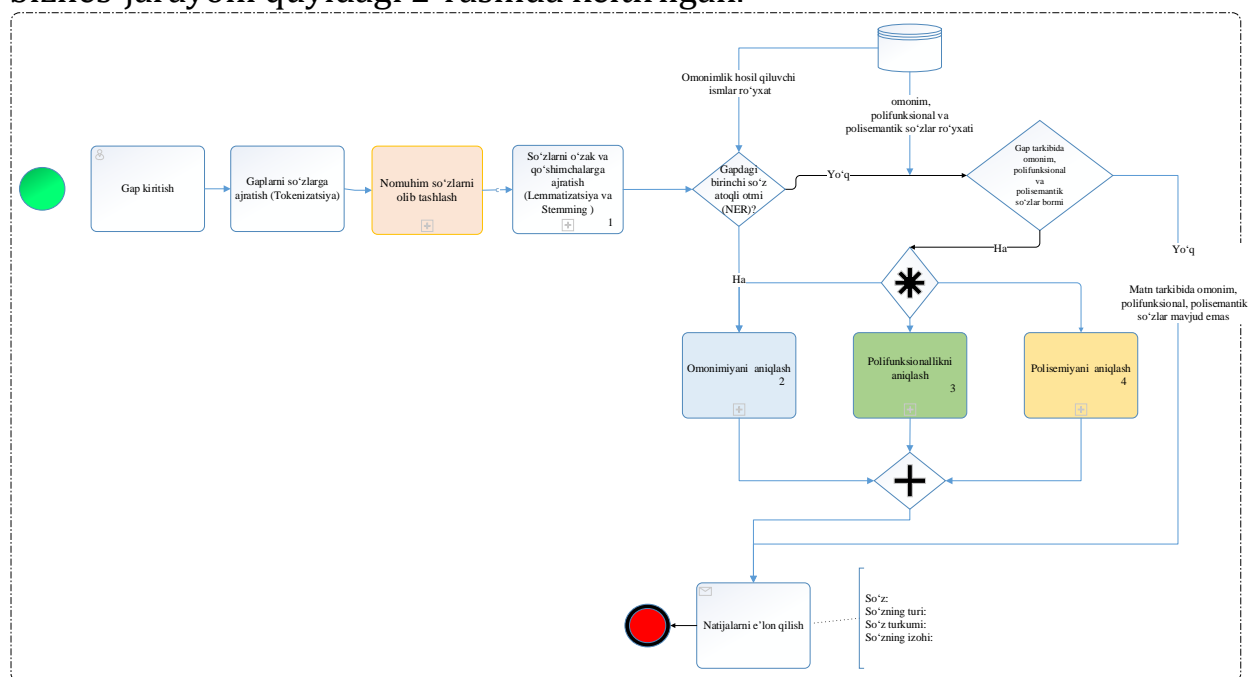 biznes-jarayoni quyidagi 2-rasmda keltirilgan.
Omonimlik hosil qiluvchi
ismlar ro‘yxat
omonim,
polifunksional va
polisemantik so‘zlar ro‘yxati
Gap kiritish
Gaplarni so‘zlarga
ajratish (Tokenizatsiya)
Nomuhim so‘zlarni
olib tashlash
c
So‘zlarni o‘zak va
qo‘shimchalarga
ajratish
(Lemmatizatsiya va
Stemming )
1
Gapdagi
birinchi so‘z
atoqli otmi
(NER)?
Yo‘q
Gap tarkibida
omonim,
polifunksional
va
polisemantik
so‘zlar bormi
Ha
Yo‘q
Ha
Matn tarkibida omonim,
polifunksional, polisemantik
so‘zlar mavjud emas
Omonimiyani aniqlash
2
Polifunksionallikni
aniqlash
3
Polisemiyani aniqlash
4
Natijalarni e’lon qilish
So‘z:
So‘zning turi:
So‘z turkumi:
So‘zning izohi: